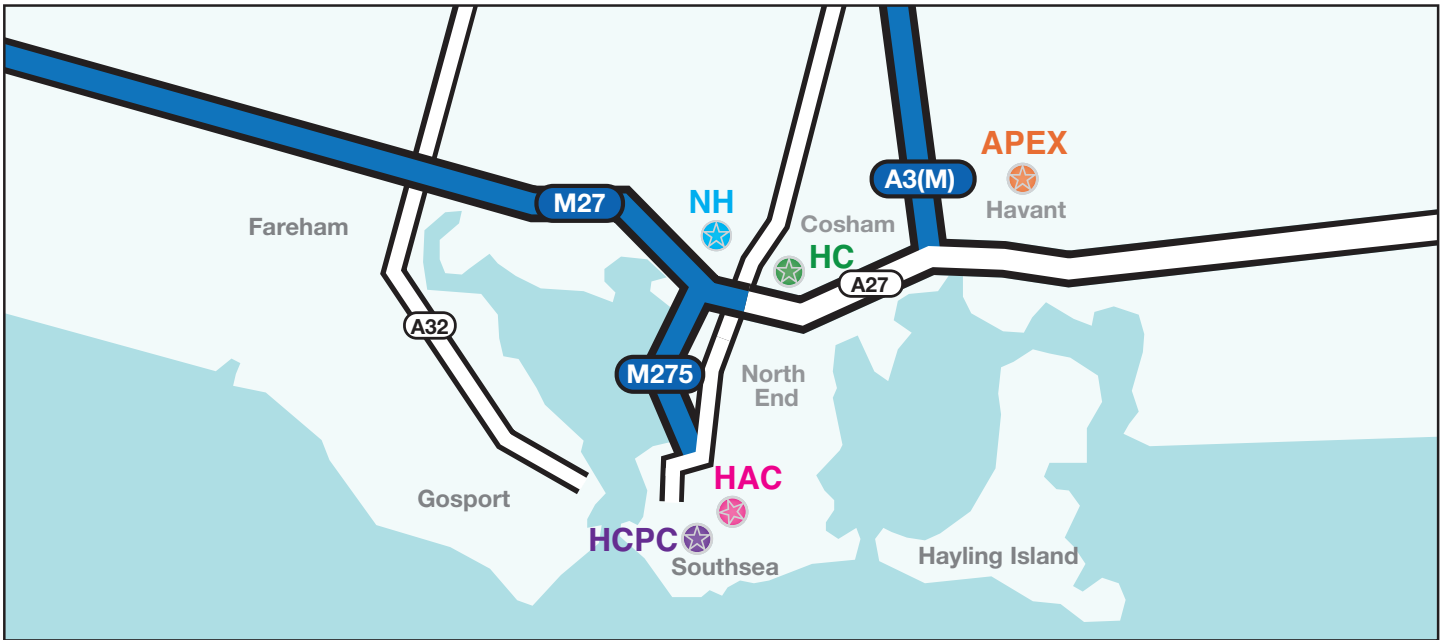 APEX
A3(M)
M27
NH
Havant
Fareham
Cosham
HC
A27
A32
M275
North
End
HAC
Gosport
HCPC
Southsea
Hayling Island